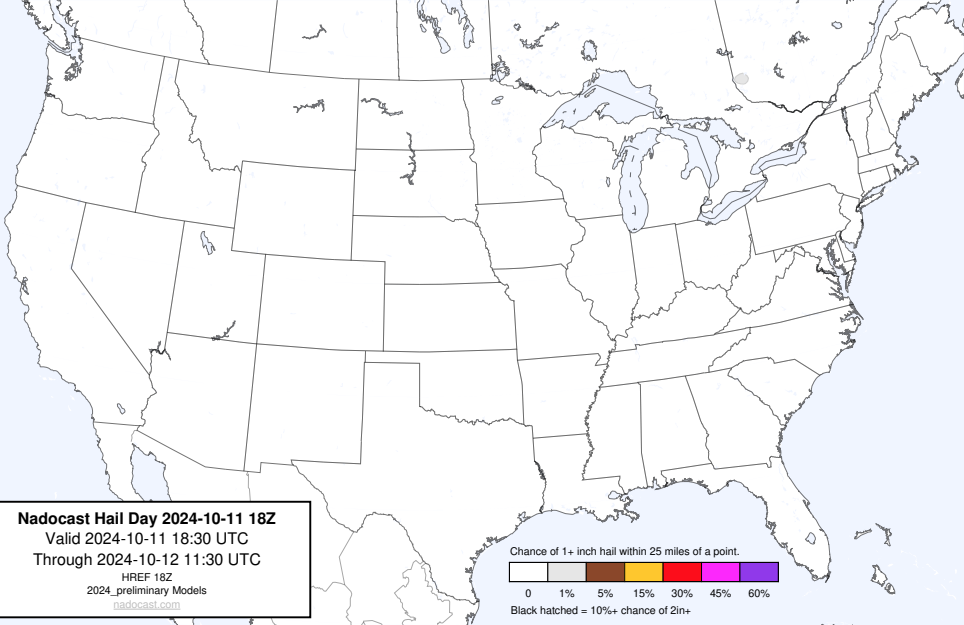 Nadocast Hail Day 2024-10-11 18Z
Valid 2024-10-11 18:30 UTC
Through 2024-10-12 11:30 UTC
HREF 18Z
2024_preliminary Models
nadocast.com
Chance of 1+ inch hail within 25 miles of a point.
0 1% 5% 15% 30% 45% 60%
Black hatched = 10%+ chance of 2in+